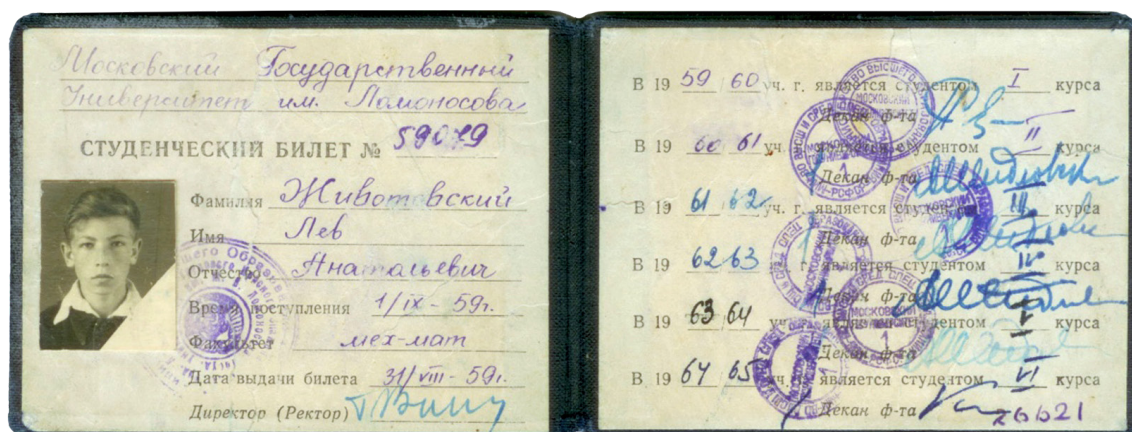 Московский Государственный
Университет им. Ломоносова
СТУДЕНЧЕСКИЙ БИЛЕТ № 59079
Фамилия Животовский
Имя Лев
Отчество Анатольевич
Время поступления 1/IX - 59г.
Факультет мех-мат
Дата выдачи билета 31/VIII - 59г.
Директор (Ректор)
В 19 59 60 уч. г. является студентом I курса
Декан ф-та
В 19 60 61 уч. г. является студентом II курса
Декан ф-та
В 19 61 62 уч. г. является студентом III курса
Декан ф-та
В 19 62 63 уч. г. является студентом IV курса
Декан ф-та
В 19 63 64 уч. г. является студентом V курса
Декан ф-та
В 19 64 65 уч. г. является студентом VI курса
Декан ф-та
26621